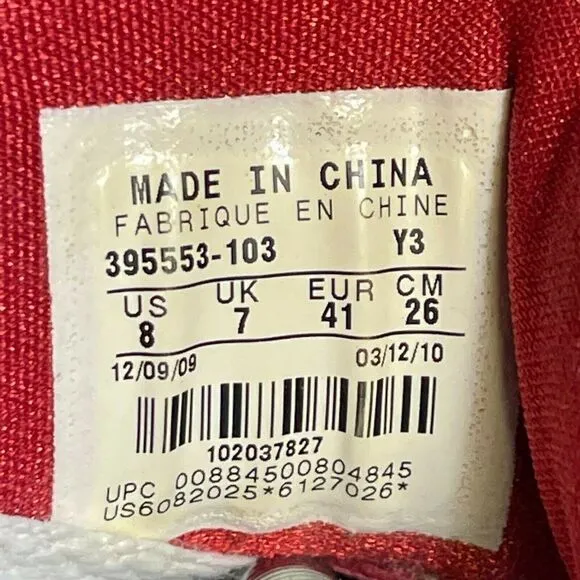 MADE IN CHINA
FABRIQUE EN CHINE
395553-103 Y3
US UK EUR CM
8 7 41 26
12/09/09 03/12/10
102037827
UPC 00884500804845
US6082025*6127026*